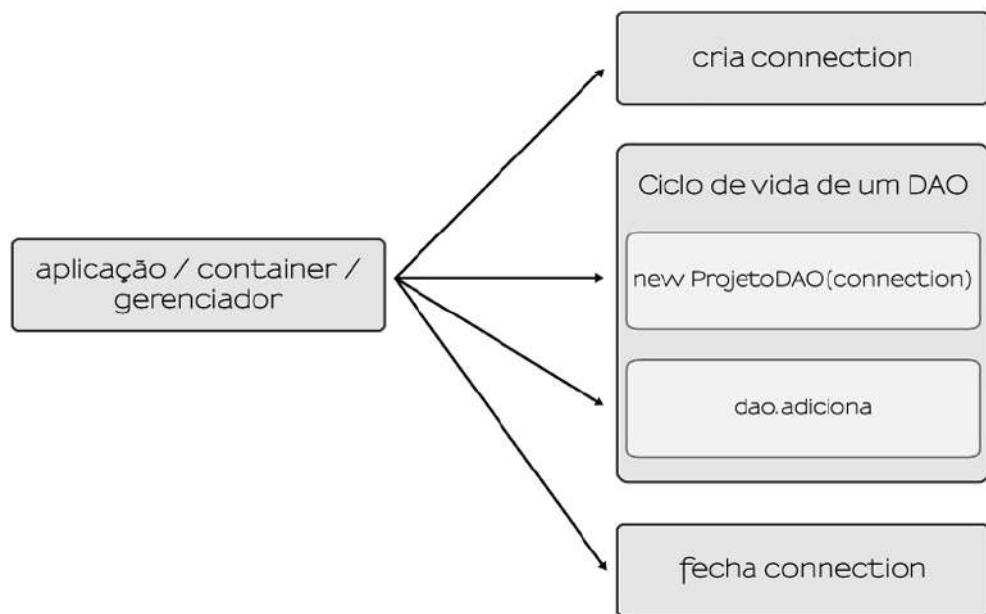 cria connection
Ciclo de vida de um DAO
aplicação / container /
gerenciador
new ProjetoDAO(connection)
dao.adiciona
fecha connection